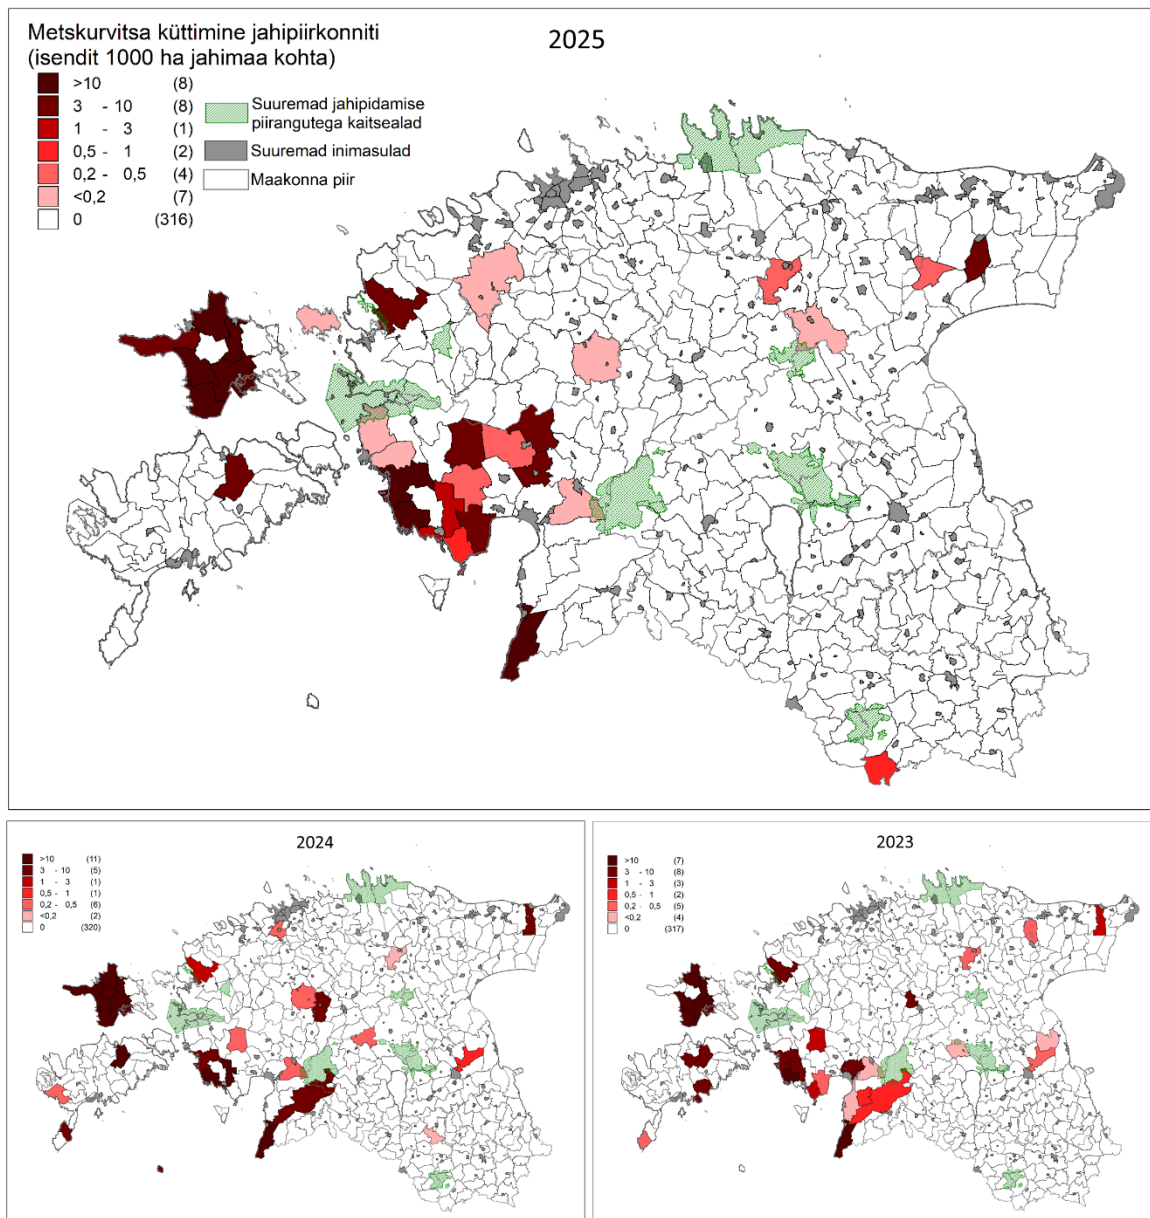 Metskurvitsa küttimine jahipiirkonniti
(isendit 1000 ha jahimaa kohta)
2025
>10 (8)
3 - 10 (8)
1 - 3 (1)
0,5 - 1 (2)
0,2 - 0,5 (4)
<0,2 (7)
0 (316)
Suuremad jahipidamise
piirangutega kaitsealad
Suuremad inimasulad
Maakonna piir
2024
>10 (11)
3 - 10 (5)
1 - 3 (1)
0,5 - 1 (1)
0,2 - 0,5 (6)
<0,2 (2)
0 (320)
2023
>10 (7)
3 - 10 (8)
1 - 3 (3)
0,5 - 1 (2)
0,2 - 0,5 (5)
<0,2 (4)
0 (317)